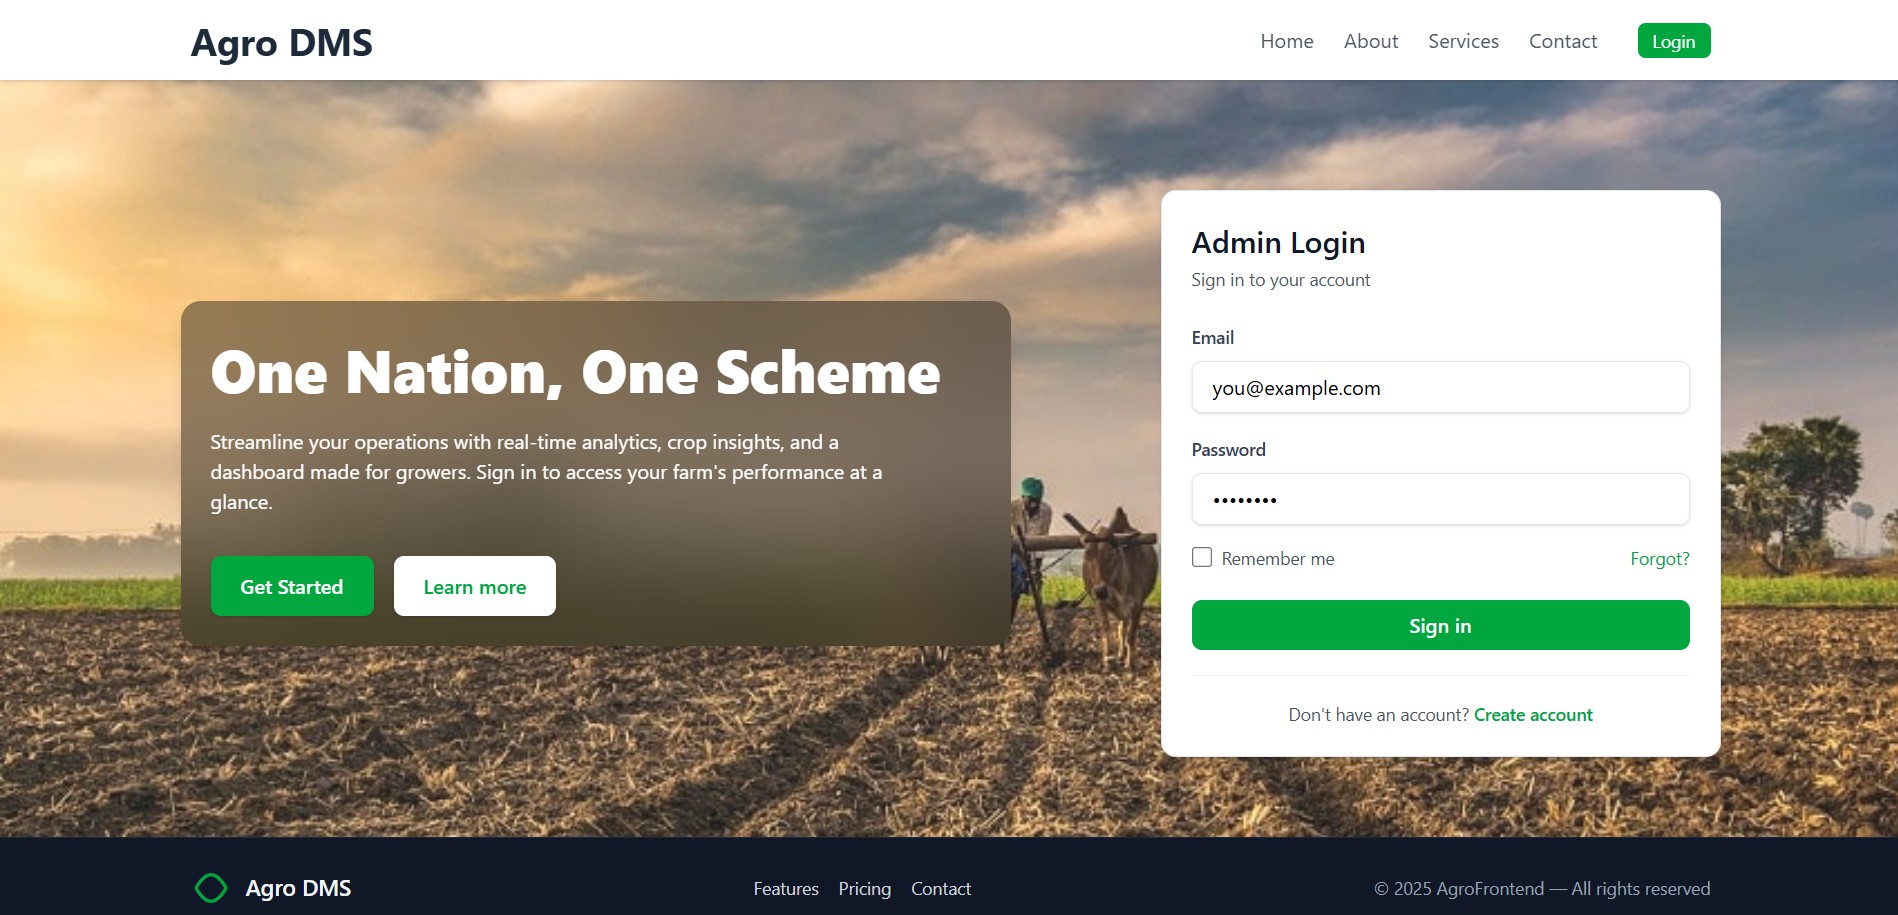 Agro DMS
Home
About
Services
Contact
Login
One Nation, One Scheme
Streamline your operations with real-time analytics, crop insights, and a
dashboard made for growers. Sign in to access your farm's performance at a
glance.
Get Started
Learn more
Admin Login
Sign in to your account
Email
you@example.com
Password
••••••••
Remember me
Forgot?
Sign in
Don't have an account? Create account
Agro DMS
Features
Pricing
Contact
© 2025 AgroFrontend — All rights reserved